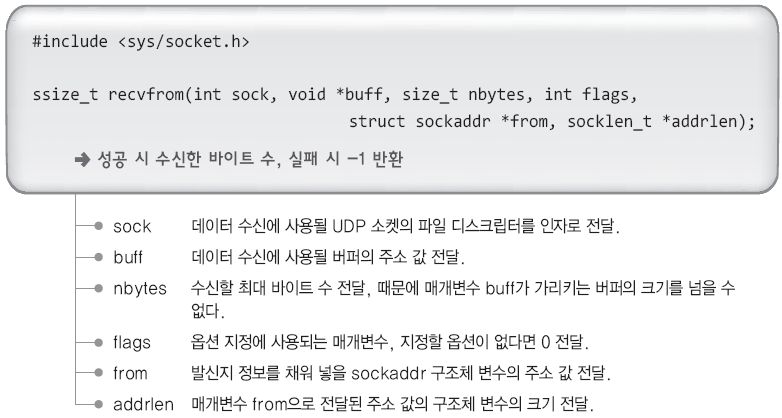 #include <sys/socket.h>
ssize_t recvfrom(int sock, void *buff, size_t nbytes, int flags,
struct sockaddr *from, socklen_t *addrlen);
➜ 성공 시 수신한 바이트 수, 실패 시 -1 반환
sock 데이터 수신에 사용될 UDP 소켓의 파일 디스크립터를 인자로 전달.
buff 데이터 수신에 사용될 버퍼의 주소 값 전달.
nbytes 수신할 최대 바이트 수 전달, 때문에 매개변수 buff가 가리키는 버퍼의 크기를 넘을 수
없다.
flags 옵션 지정에 사용되는 매개변수, 지정할 옵션이 없다면 0 전달.
from 발신지 정보를 채워 넣을 sockaddr 구조체 변수의 주소 값 전달.
addrlen 매개변수 from으로 전달된 주소 값의 구조체 변수의 크기 전달.